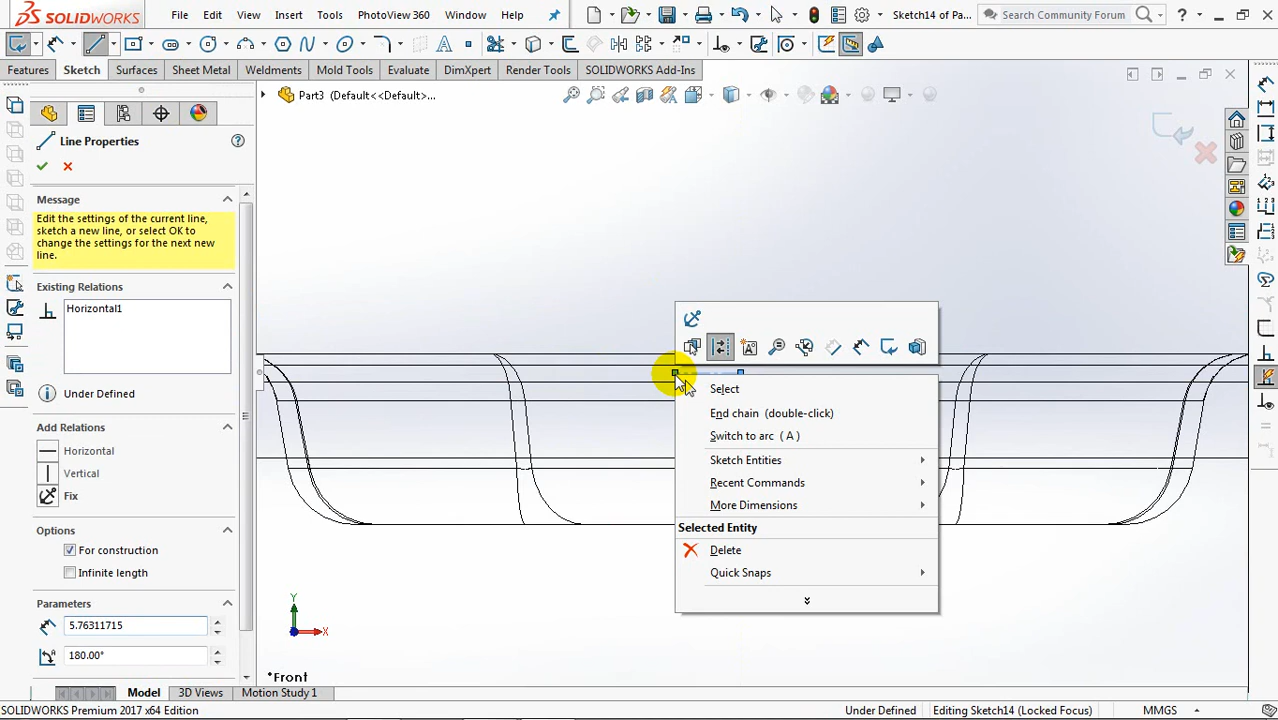 SOLIDWORKS File Edit View Insert Tools PhotoView 360 Window Help Sketch14 of Pa... Search Community Forum ?
Features Sketch Surfaces Sheet Metal Weldments Mold Tools Evaluate DimXpert Render Tools SOLIDWORKS Add-Ins
Part3 (Default<<Default>...
Line Properties
Message
Edit the settings of the current line,
sketch a new line, or select OK to
change the settings for the next new
line.
Existing Relations
Horizontal1
Under Defined
Add Relations
Horizontal
Vertical
Fix
Options
For construction
Infinite length
Parameters
5.76311715
180.00°
Select
End chain (double-click)
Switch to arc ( A )
Sketch Entities
Recent Commands
More Dimensions
Selected Entity
Delete
Quick Snaps
Y
X
*Front
Model 3D Views Motion Study 1
SOLIDWORKS Premium 2017 x64 Edition Under Defined Editing Sketch14 (Locked Focus) MMGS